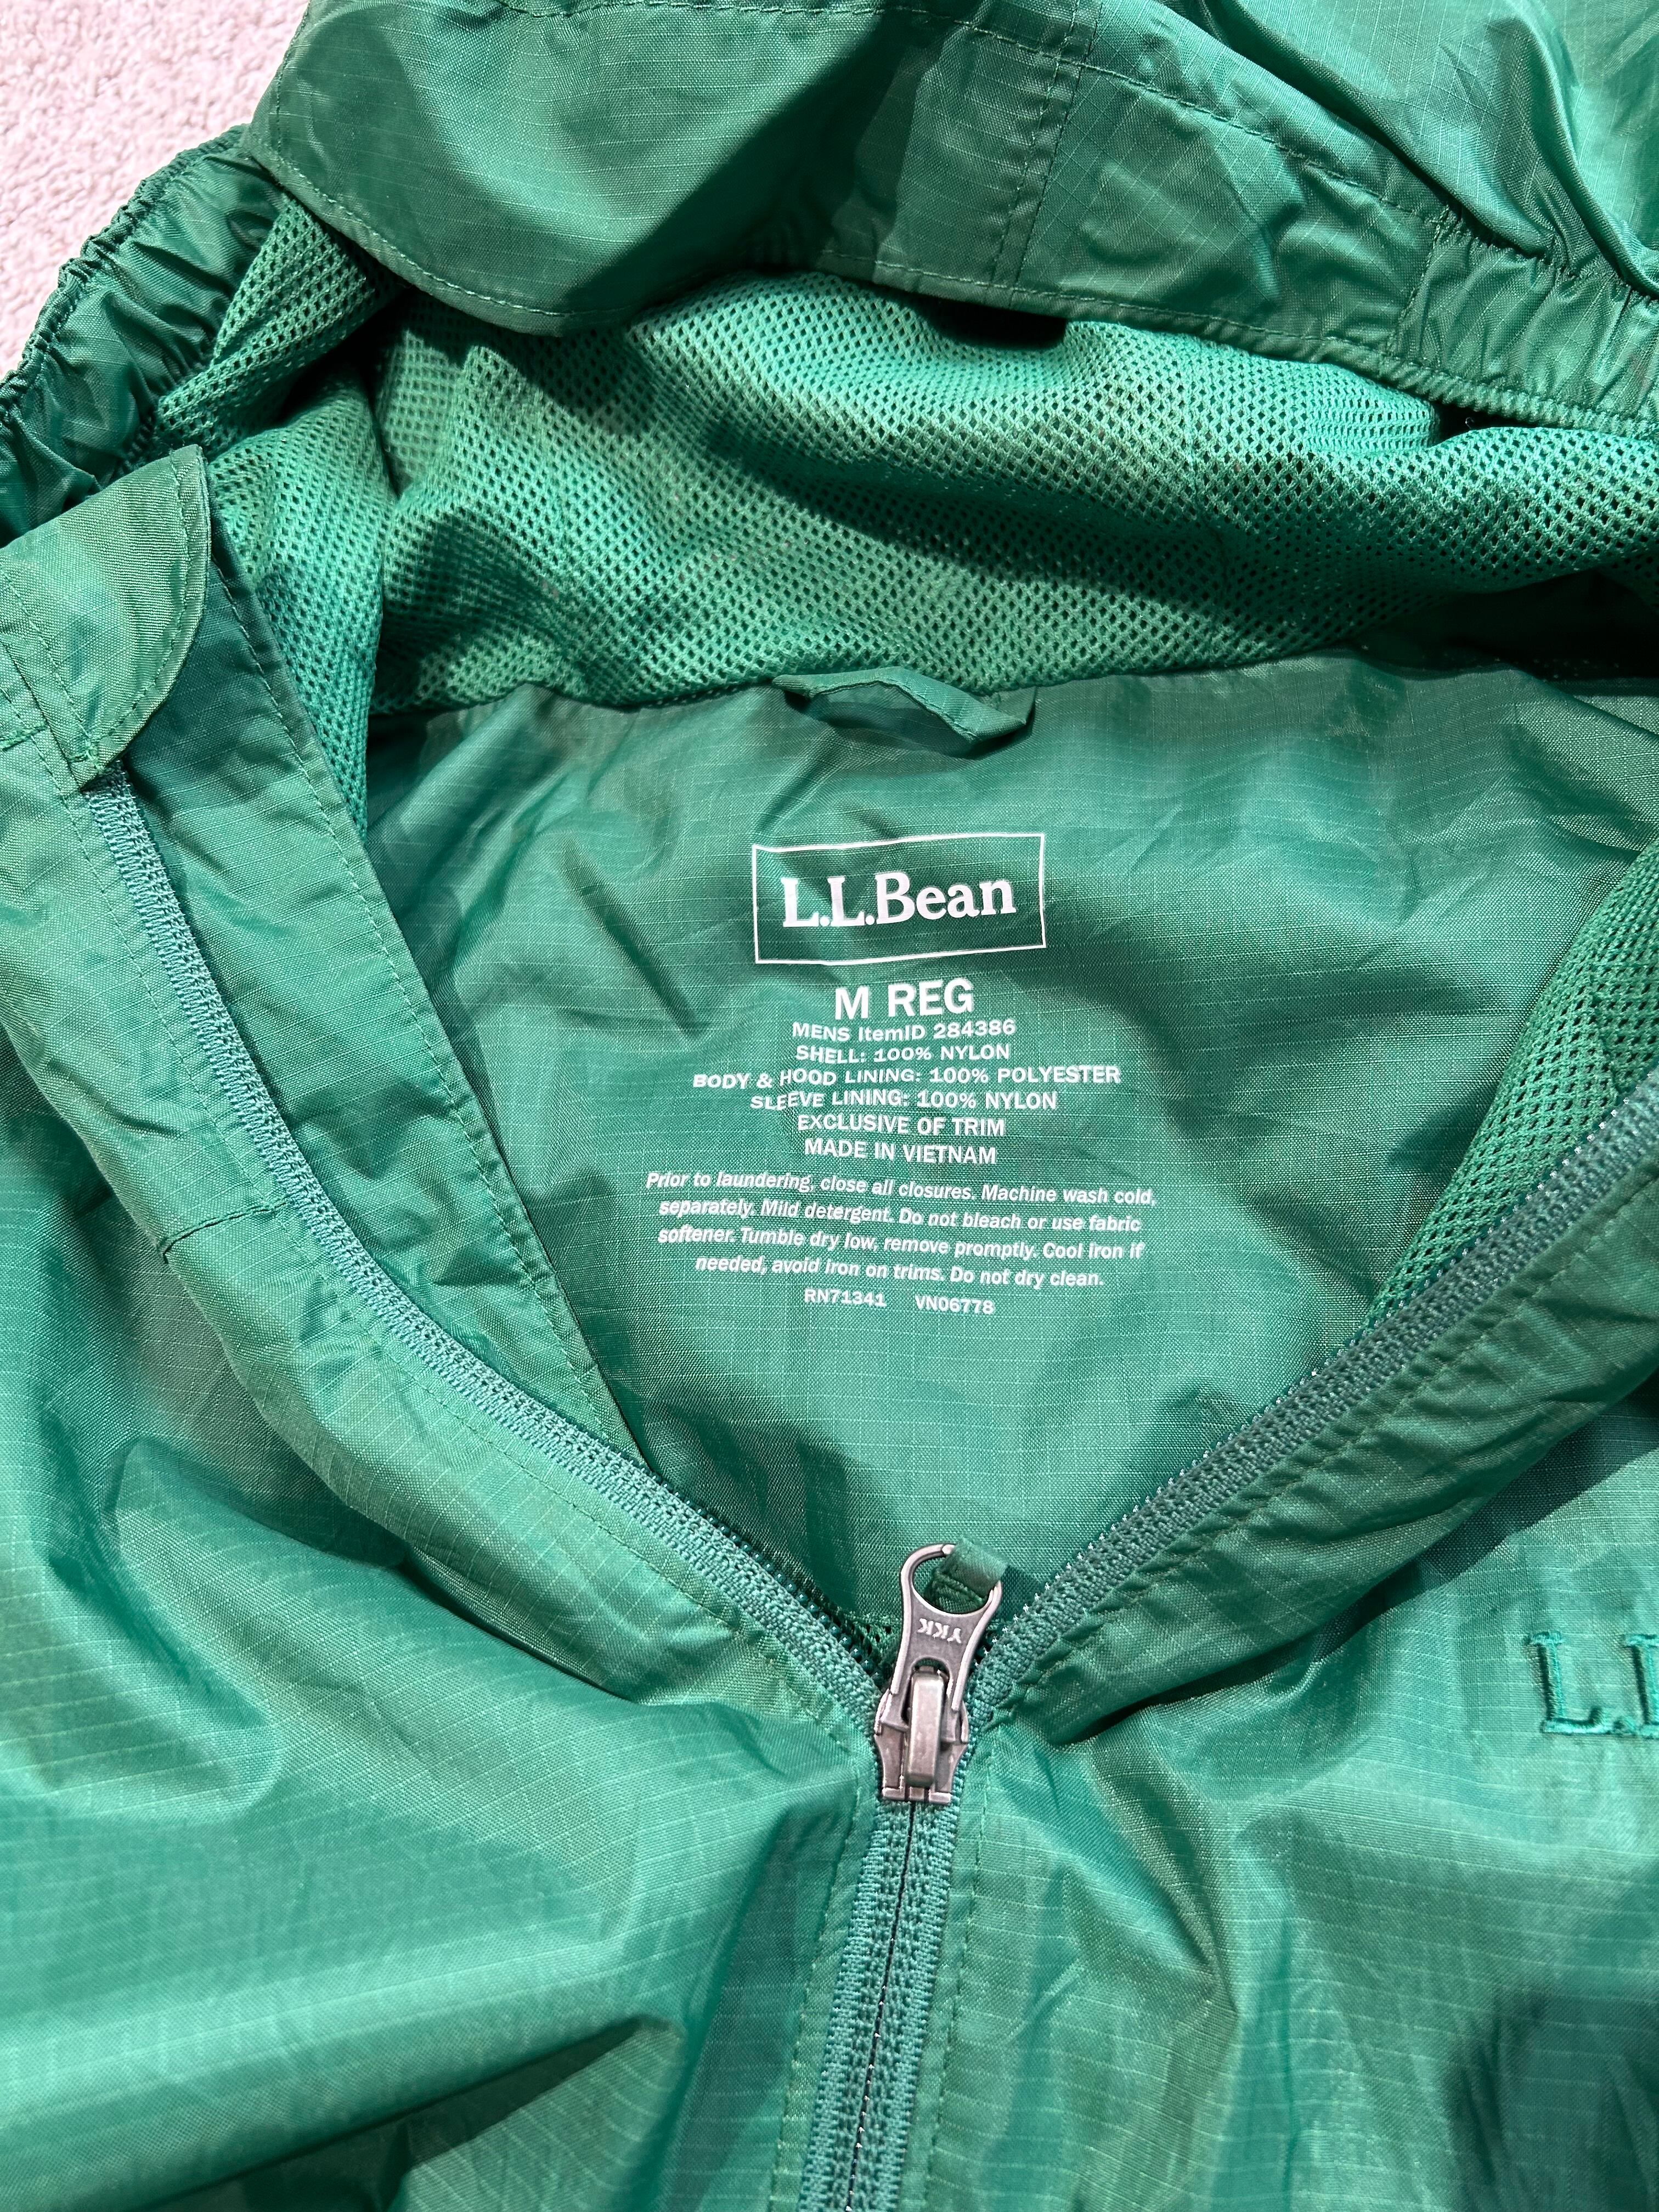 L.L.Bean
M REG
MENS ItemID 284386
SHELL: 100% NYLON
BODY & HOOD LINING: 100% POLYESTER
SLEEVE LINING: 100% NYLON
EXCLUSIVE OF TRIM
MADE IN VIETNAM
Prior to laundering, close all closures. Machine wash cold,
separately. Mild detergent. Do not bleach or use fabric
softener. Tumble dry low, remove promptly. Cool iron if
needed, avoid iron on trims. Do not dry clean.
RN71341 VN06778
YKK
L.L